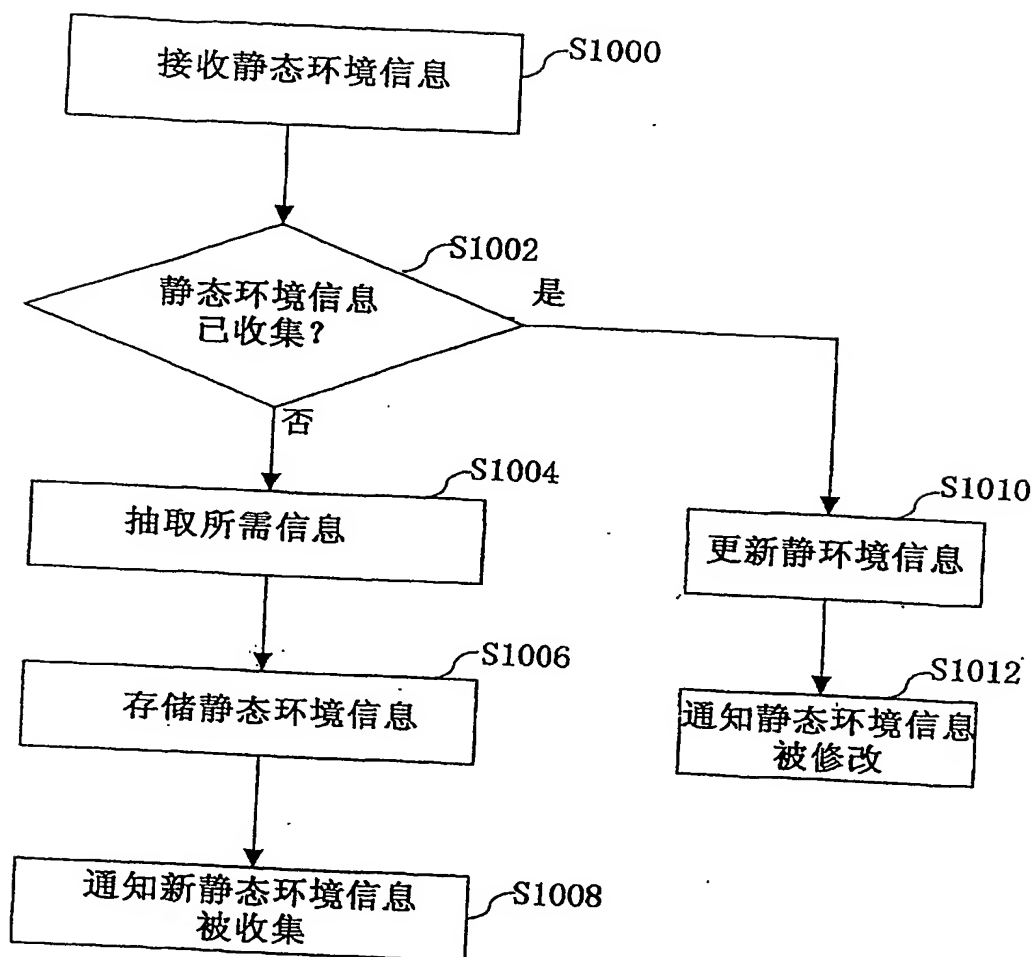 接收静态环境信息
S1000
S1002
静态环境信息
已收集？
是
否
S1004
抽取所需信息
S1010
更新静环境信息
S1006
存储静态环境信息
S1012
通知静态环境信息
被修改
通知新静态环境信息
被收集
S1008